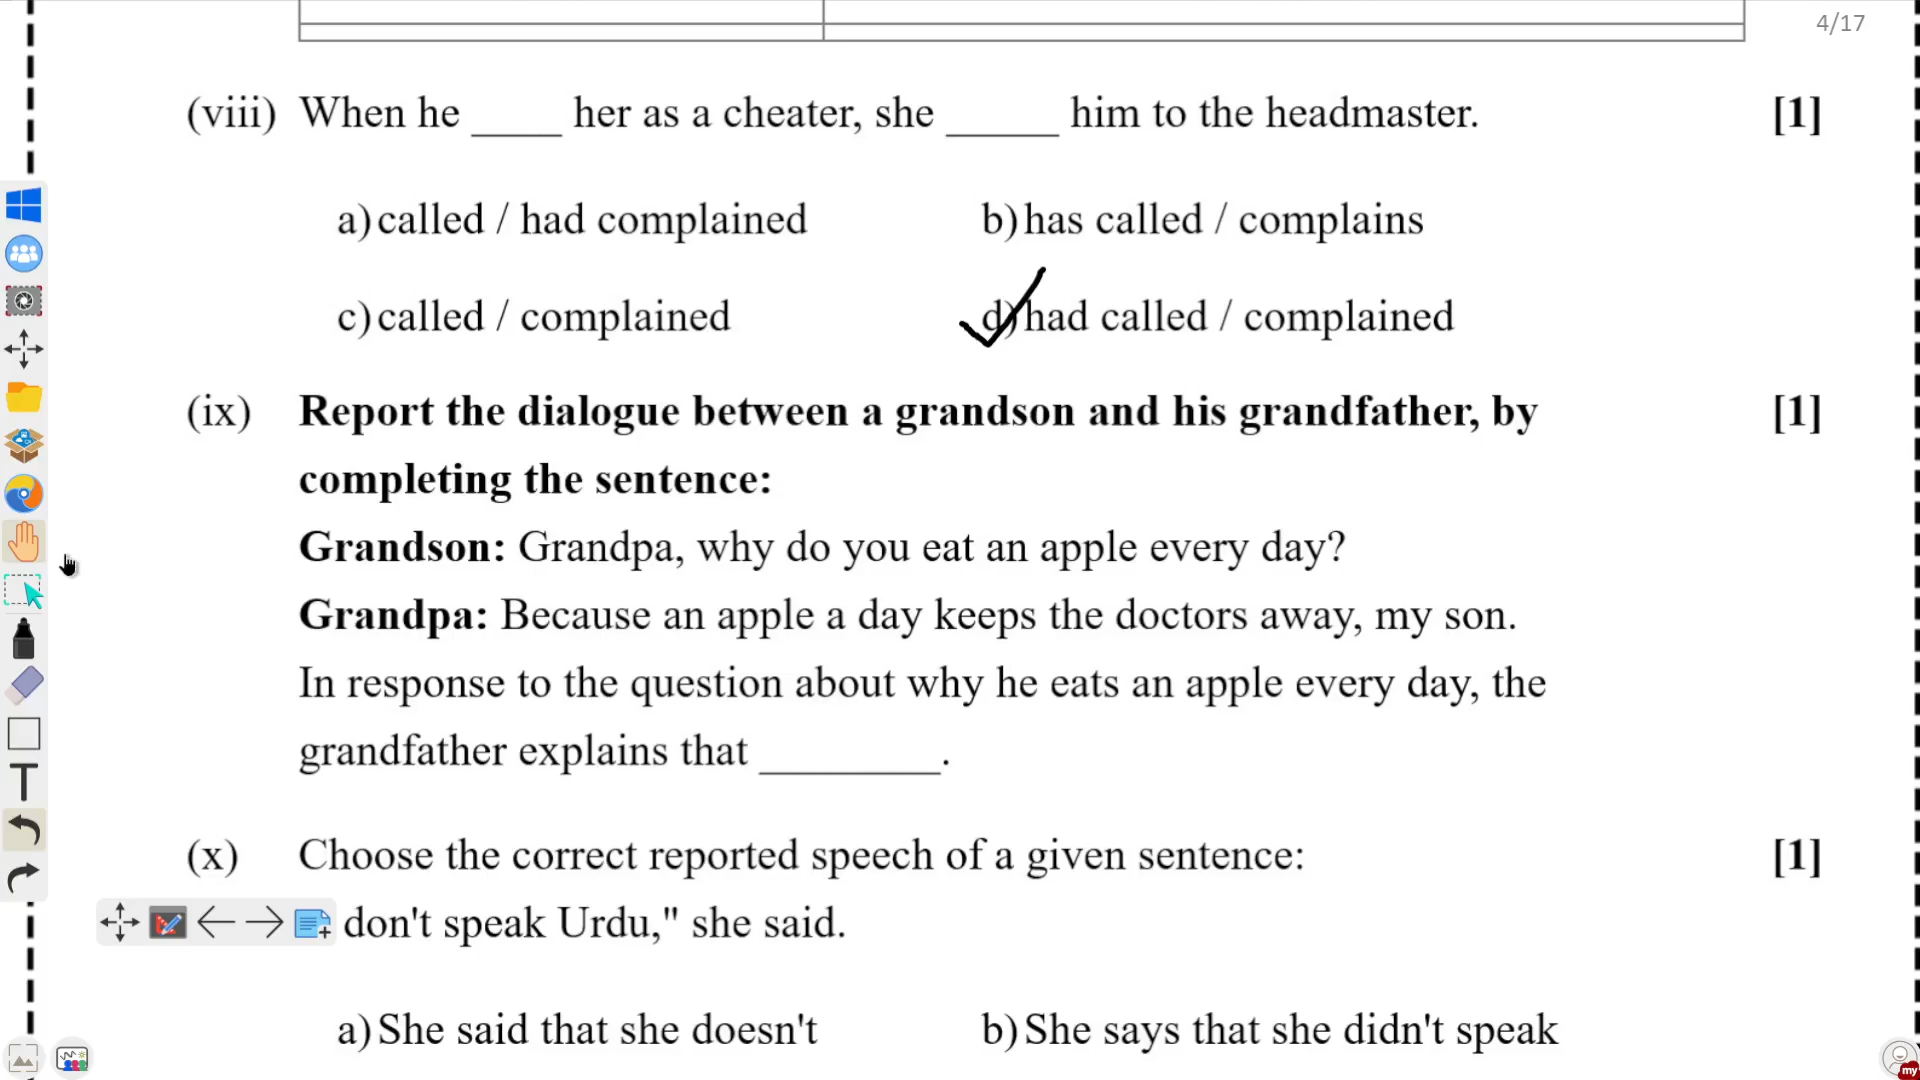 4/17
(viii) When he _____ her as a cheater, she ______ him to the headmaster. [1]
a) called / had complained b) has called / complains
c) called / complained d) had called / complained
(ix) Report the dialogue between a grandson and his grandfather, by [1]
completing the sentence:
Grandson: Grandpa, why do you eat an apple every day?
Grandpa: Because an apple a day keeps the doctors away, my son.
In response to the question about why he eats an apple every day, the
grandfather explains that __________.
(x) Choose the correct reported speech of a given sentence: [1]
don't speak Urdu," she said.
a) She said that she doesn't b) She says that she didn't speak
my